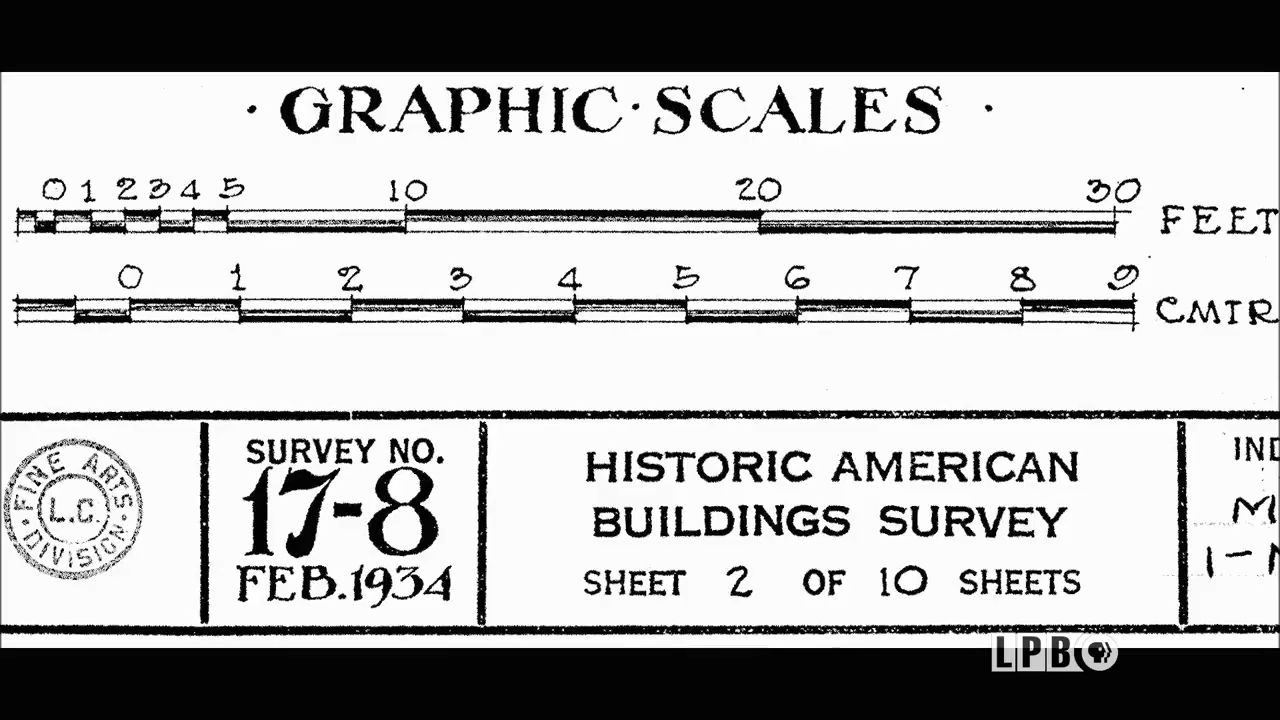 · GRAPHIC · SCALES ·
0 1 2 3 4 5 10 20 30 FEET
0 1 2 3 4 5 6 7 8 9 CMTR
FINE ARTS
L.C.
DIVISION
SURVEY NO.
17-8
FEB. 1934
HISTORIC AMERICAN
BUILDINGS SURVEY
SHEET 2 OF 10 SHEETS
LPB